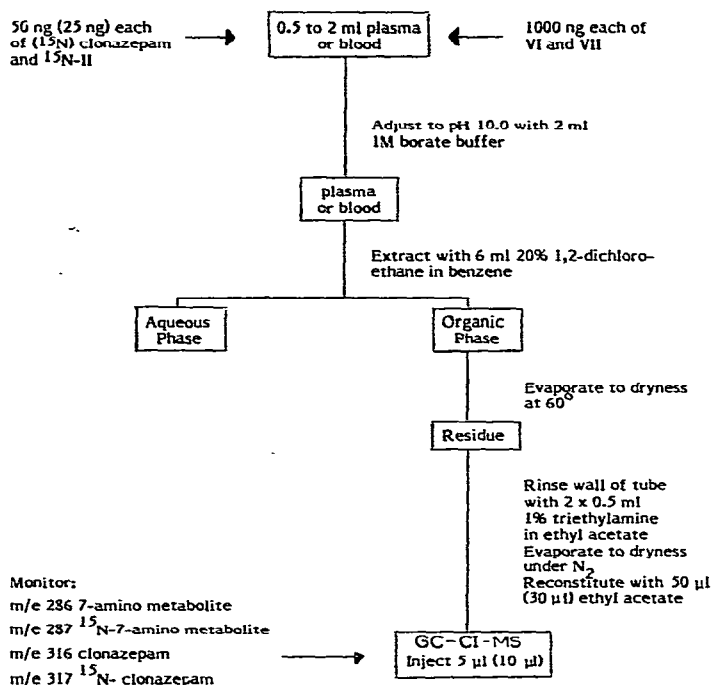 50 ng (25 ng) each
of (¹⁵N) clonazepam
and ¹⁵N-II
0.5 to 2 ml plasma
or blood
1000 ng each of
VI and VII
Adjust to pH 10.0 with 2 ml
1M borate buffer
plasma
or blood
Extract with 6 ml 20% 1,2-dichloro-
ethane in benzene
Aqueous
Phase
Organic
Phase
Evaporate to dryness
at 60°
Residue
Rinse wall of tube
with 2 x 0.5 ml
1% triethylamine
in ethyl acetate
Evaporate to dryness
under N₂
Reconstitute with 50 µl
(30 µl) ethyl acetate
Monitor:
m/e 286 7-amino metabolite
m/e 287 ¹⁵N-7-amino metabolite
m/e 316 clonazepam
m/e 317 ¹⁵N- clonazepam
GC-CI-MS
Inject 5 µl (10 µl)